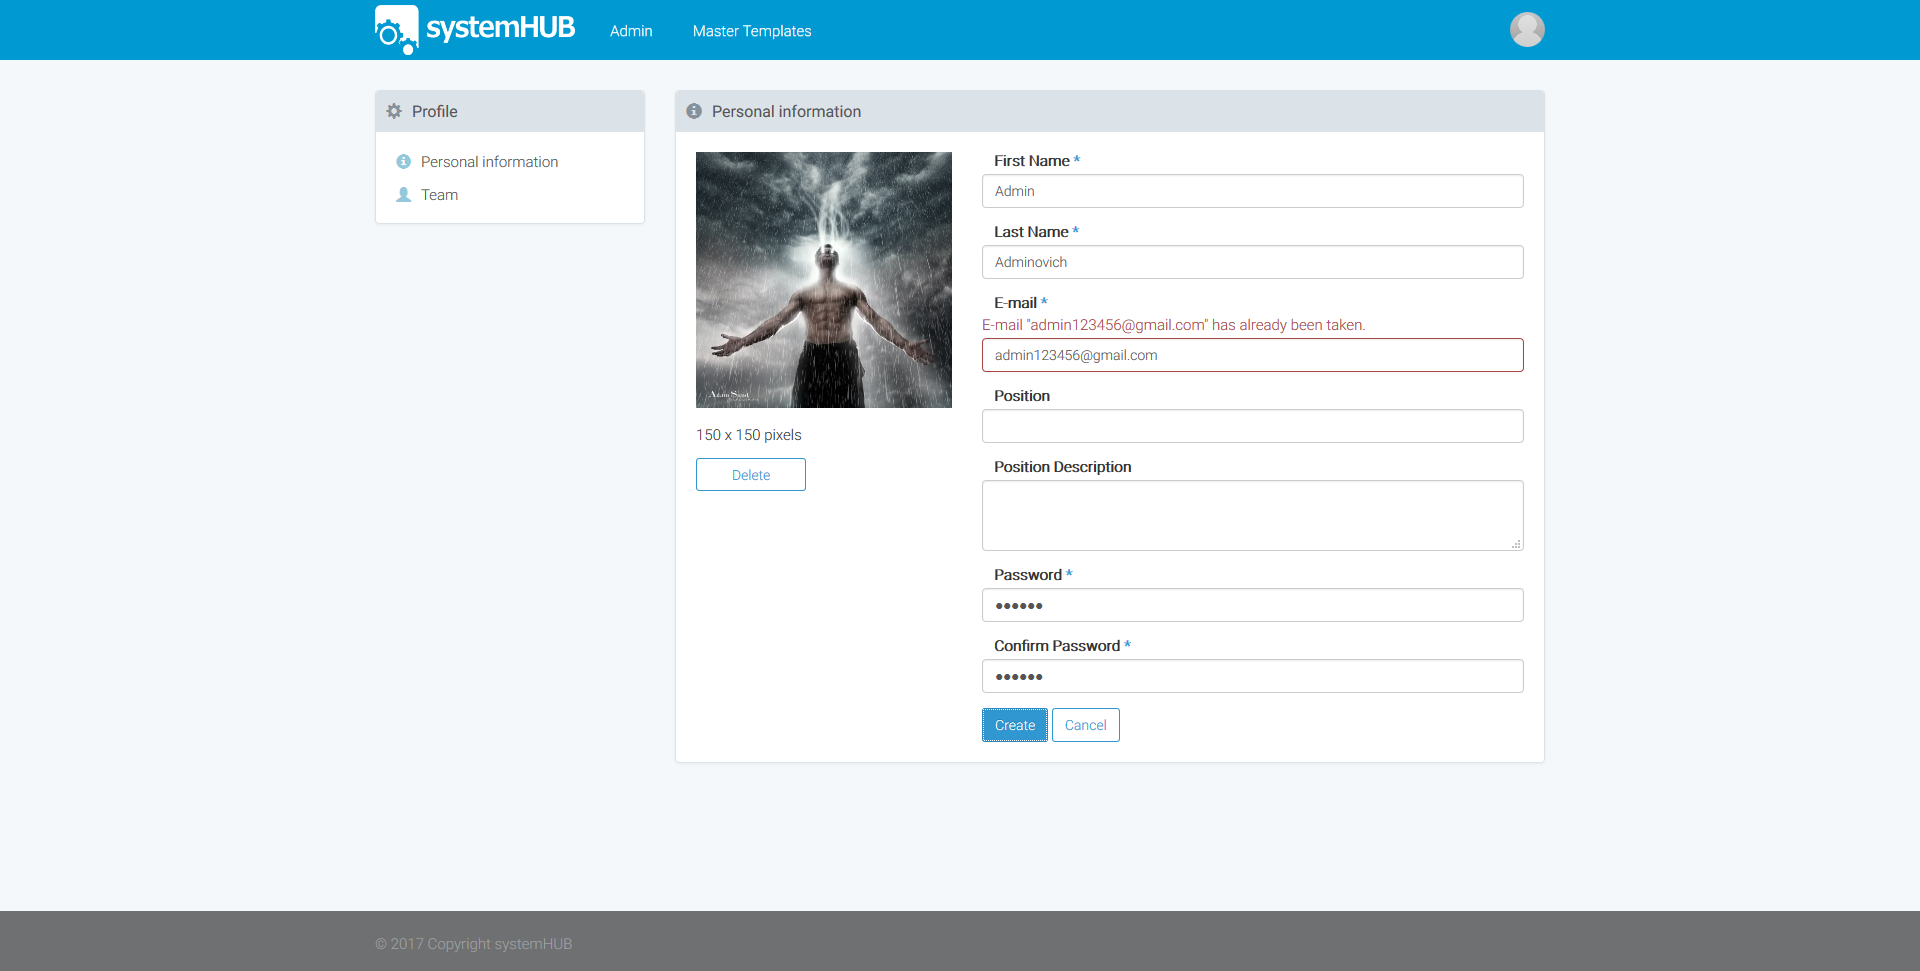 systemHUB
Admin
Master Templates
Profile
Personal information
Team
Personal information
150 x 150 pixels
Delete
First Name *
Admin
Last Name *
Adminovich
E-mail *
E-mail "admin123456@gmail.com" has already been taken.
admin123456@gmail.com
Position
Position Description
Password *
••••••
Confirm Password *
••••••
Create
Cancel
© 2017 Copyright systemHUB